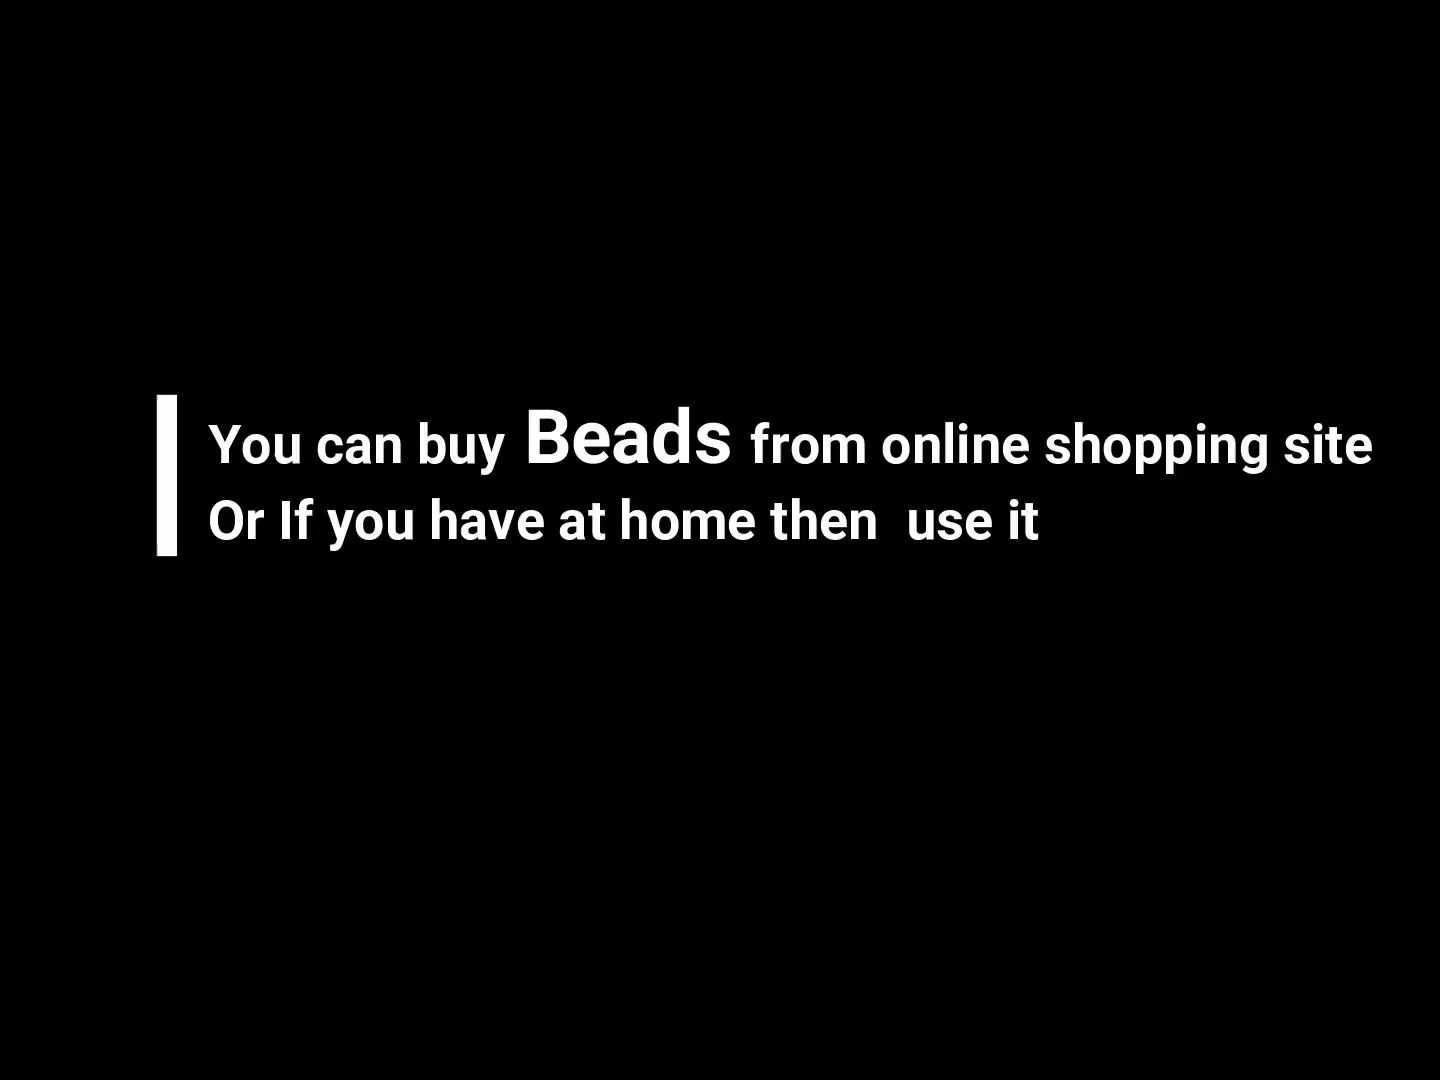 You can buy Beads from online shopping site
Or If you have at home then  use it